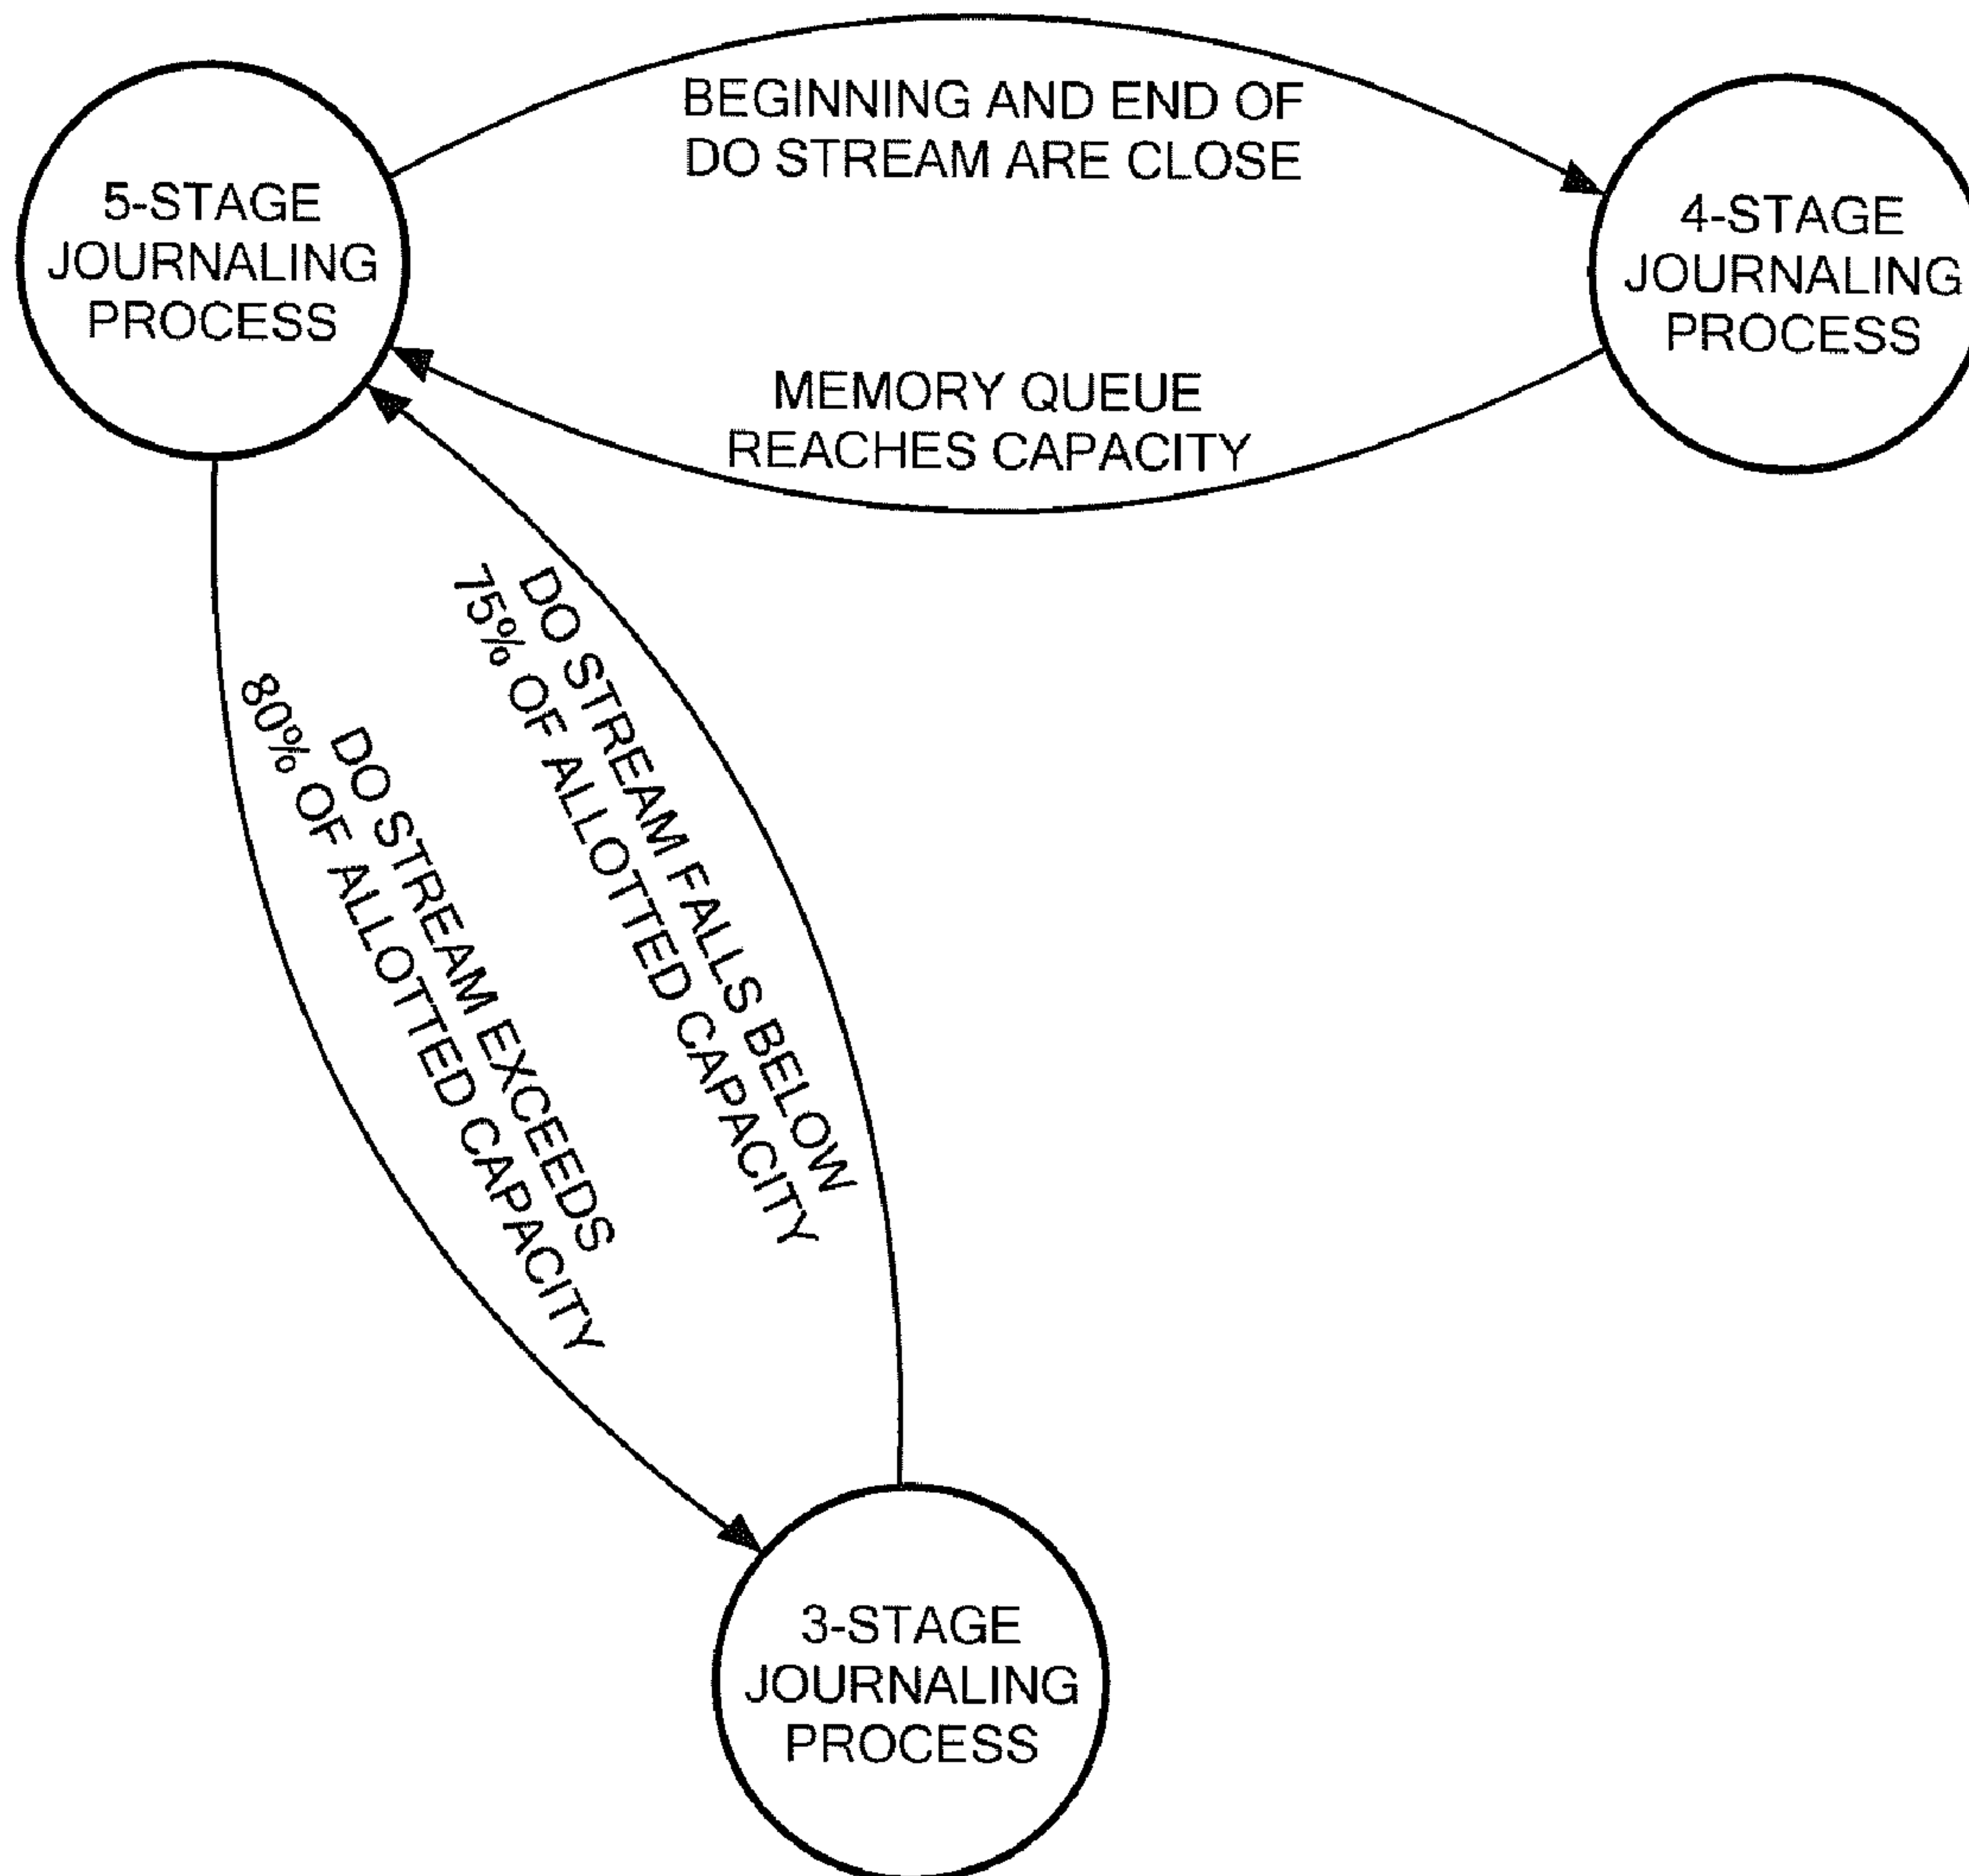 BEGINNING AND END OF
DO STREAM ARE CLOSE
5-STAGE
JOURNALING
PROCESS
4-STAGE
JOURNALING
PROCESS
MEMORY QUEUE
REACHES CAPACITY
DO STREAM FALLS BELOW
75% OF ALLOTTED CAPACITY
DO STREAM EXCEEDS
80% OF ALLOTTED CAPACITY
3-STAGE
JOURNALING
PROCESS